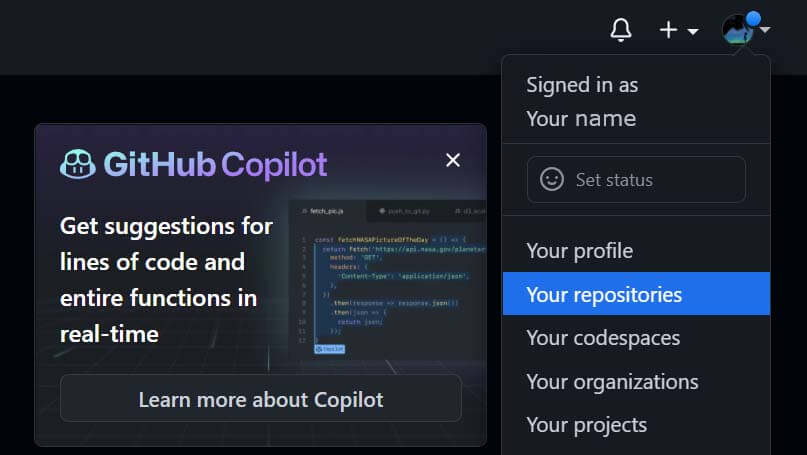 Signed in as
Your name
Set status
Your profile
Your repositories
Your codespaces
Your organizations
Your projects
GitHub Copilot
Get suggestions for
lines of code and
entire functions in
real-time
fetch_pic.js
push_to_git.py
1 const fetchNASAPictureOfTheDay = () => {
2 return fetch('https://api.nasa.gov/planetar
3 method: 'GET',
4 headers: {
5 'Content-Type': 'application/json',
6 },
7 })
8 .then(response => response.json())
9 .then(json => {
10 return json;
11 });
12 }
Copilot
Learn more about Copilot